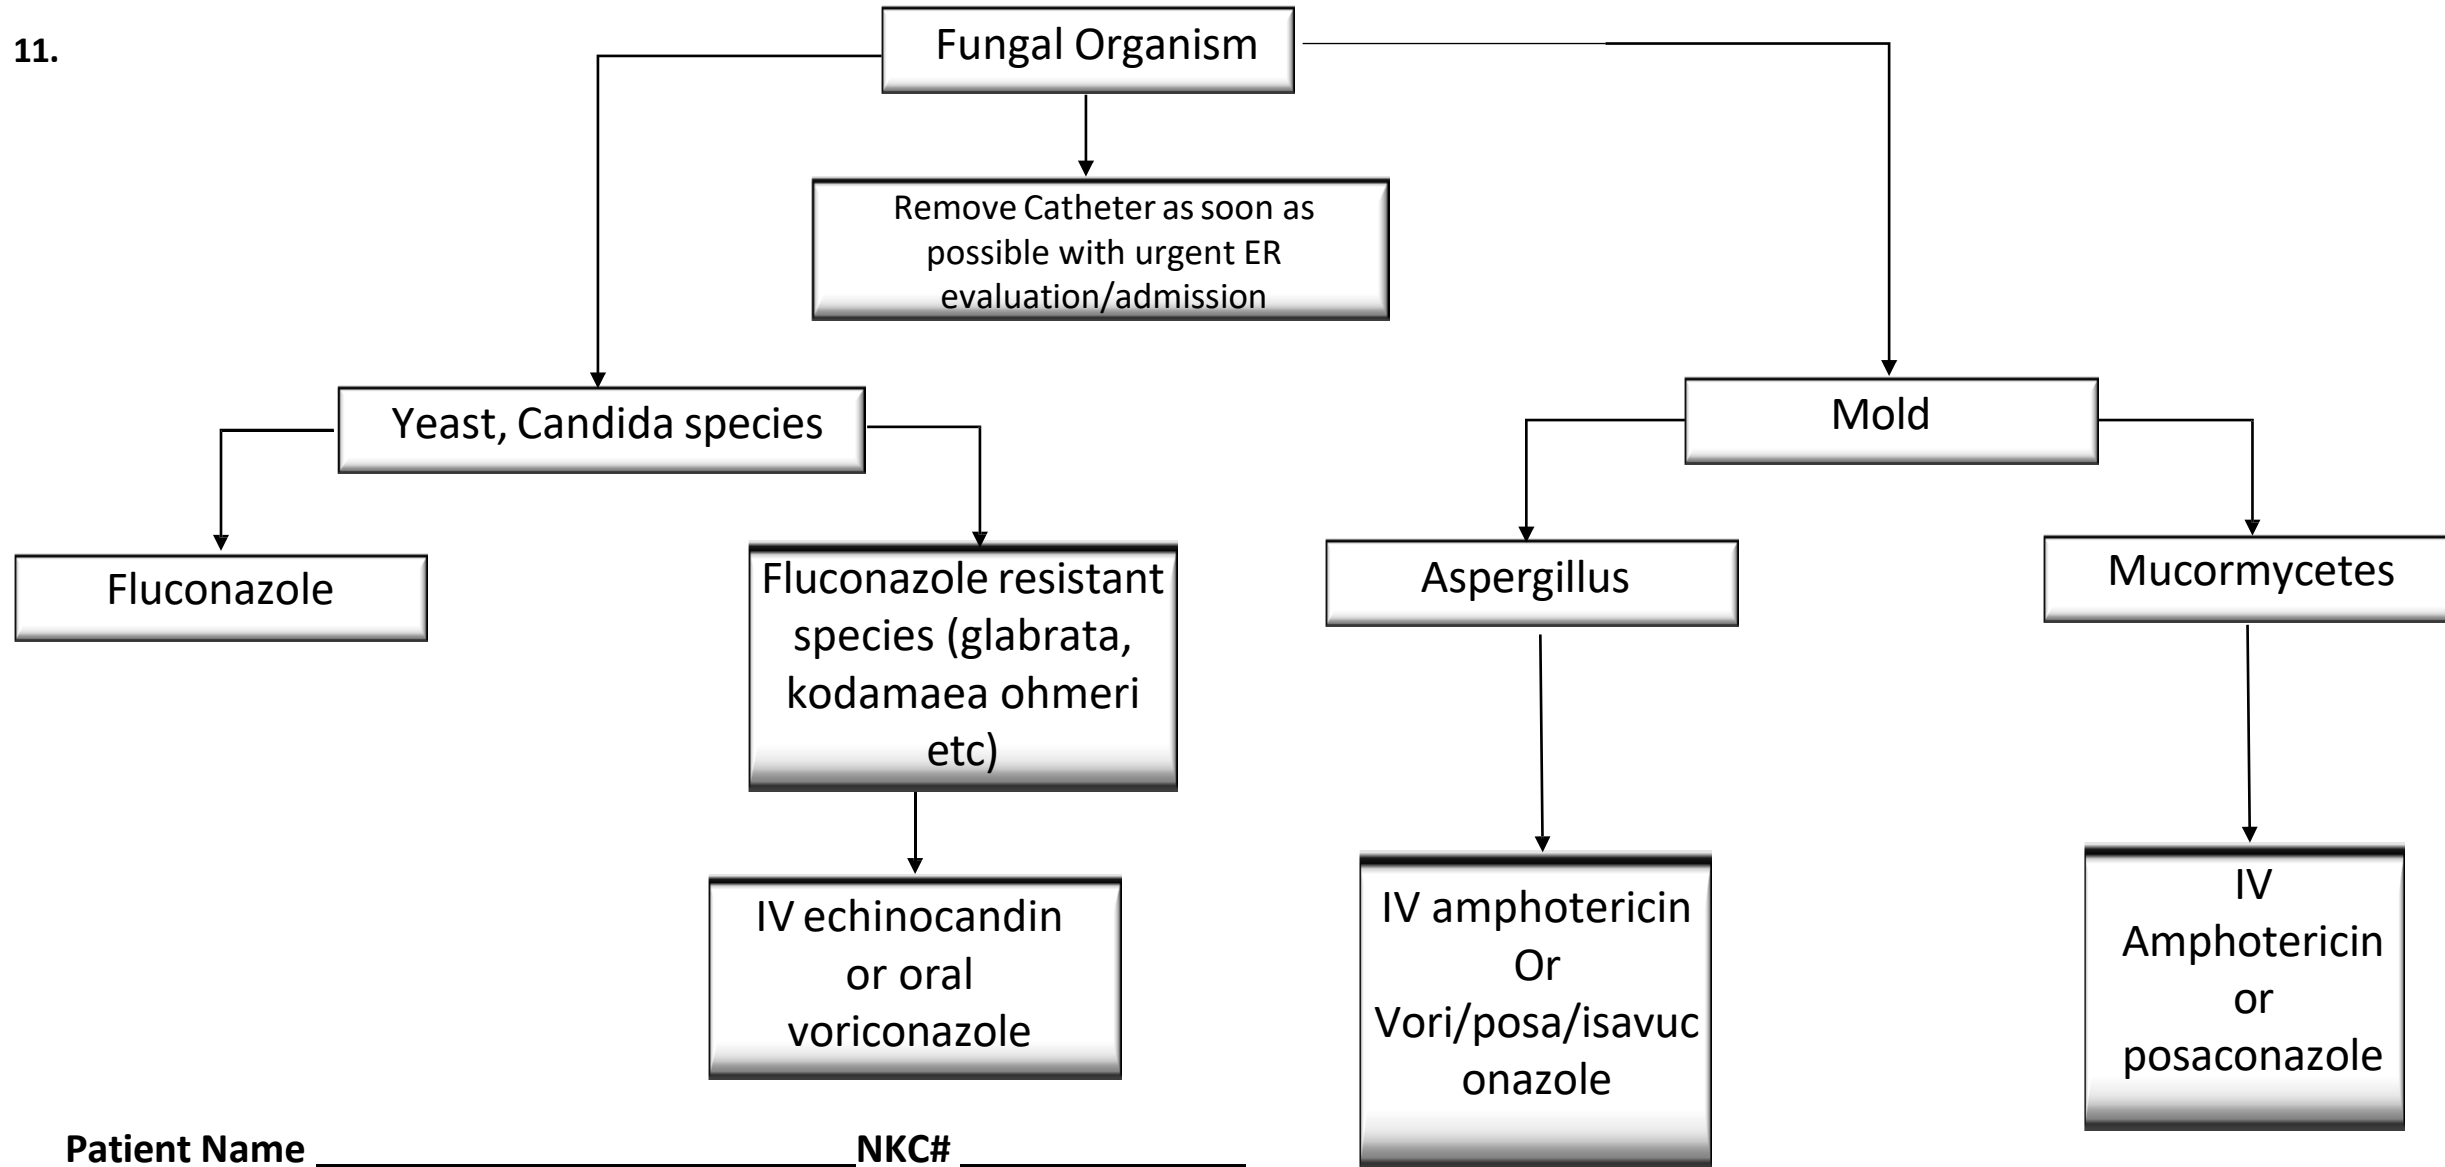 11.
Fungal Organism
Remove Catheter as soon as
possible with urgent ER
evaluation/admission
Yeast, Candida species
Mold
Fluconazole
Fluconazole resistant
species (glabrata,
kodamaea ohmeri
etc)
Aspergillus
Mucormycetes
IV echinocandin
or oral
voriconazole
IV amphotericin
Or
Vori/posa/isavuc
onazole
IV
Amphotericin
or
posaconazole
Patient Name NKC#